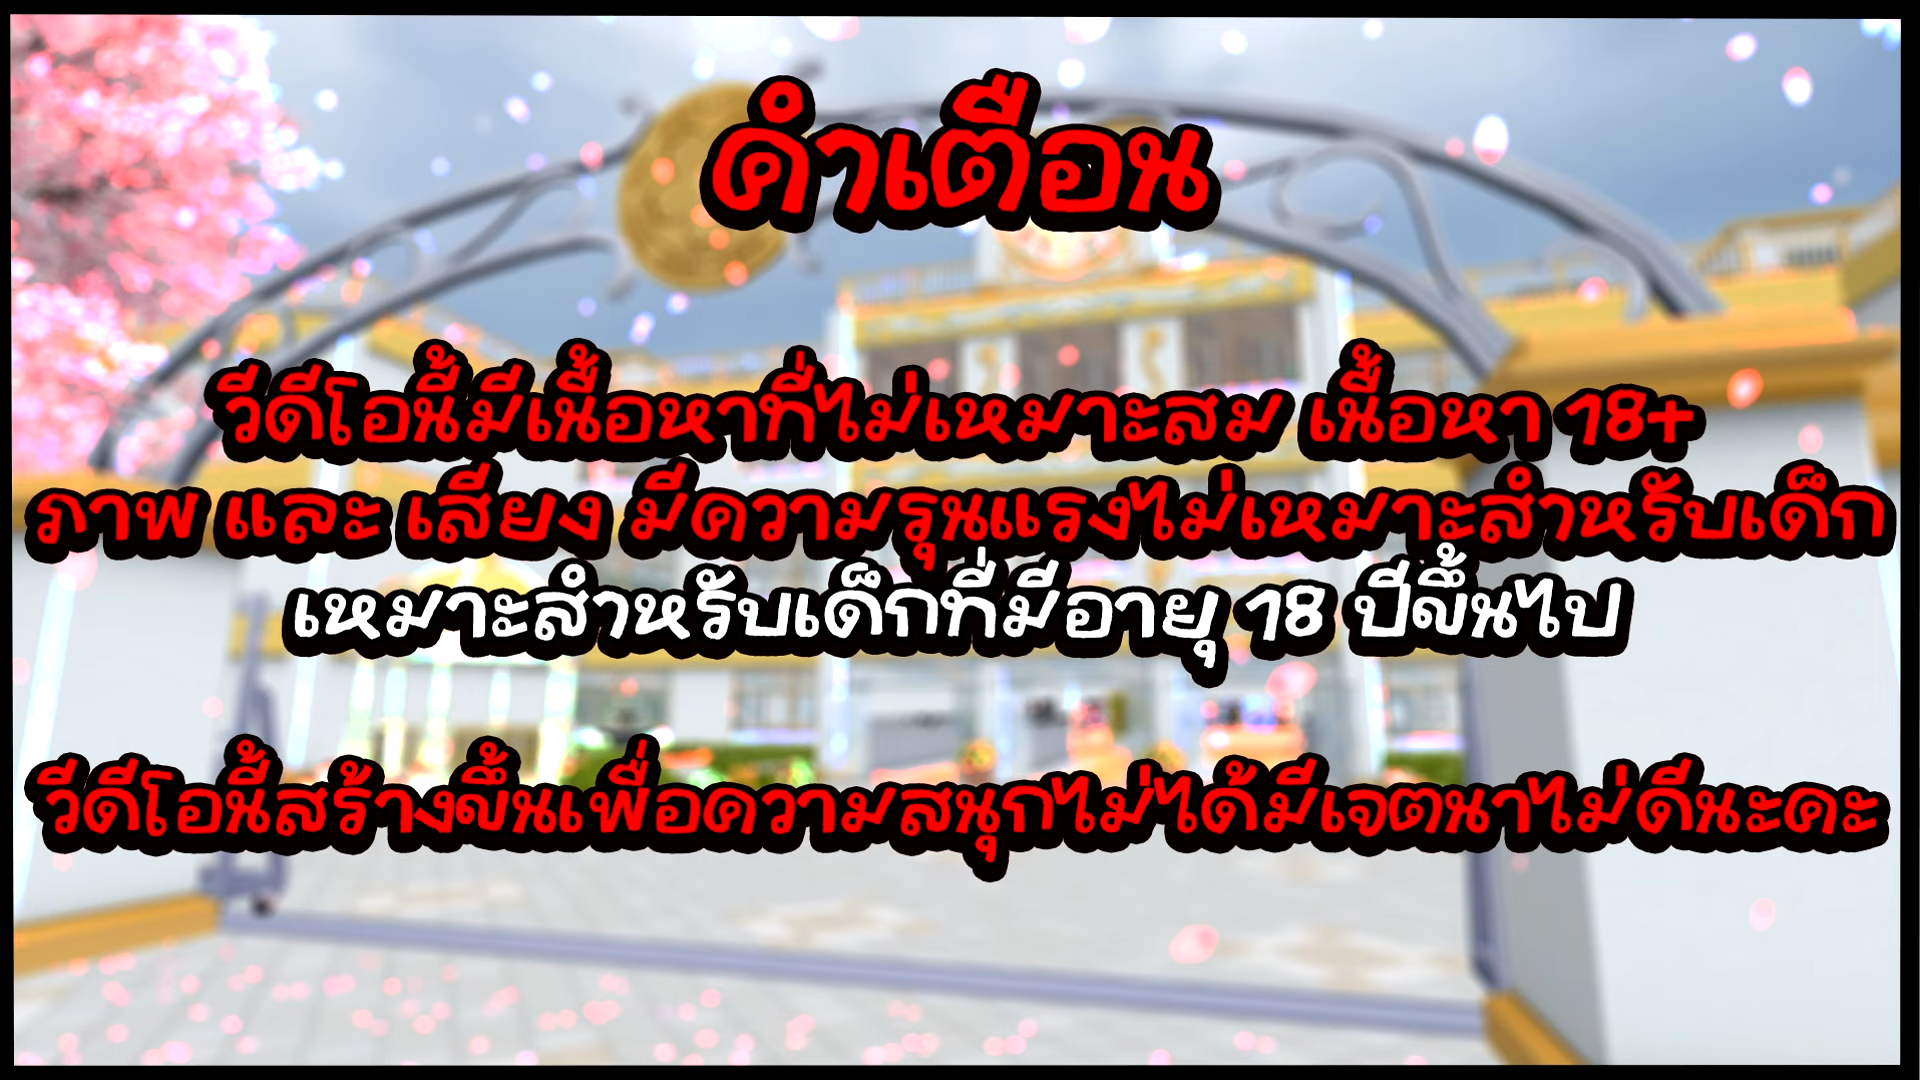 คำเตือน
วีดีโอนี้มีเนื้อหาที่ไม่เหมาะสม เนื้อหา 18+
ภาพ และ เสียง มีความรุนแรงไม่เหมาะสำหรับเด็ก
เหมาะสำหรับเด็กที่มีอายุ 18 ปีขึ้นไป
วีดีโอนี้สร้างขึ้นเพื่อความสนุกไม่ได้มีเจตนาไม่ดีนะคะ